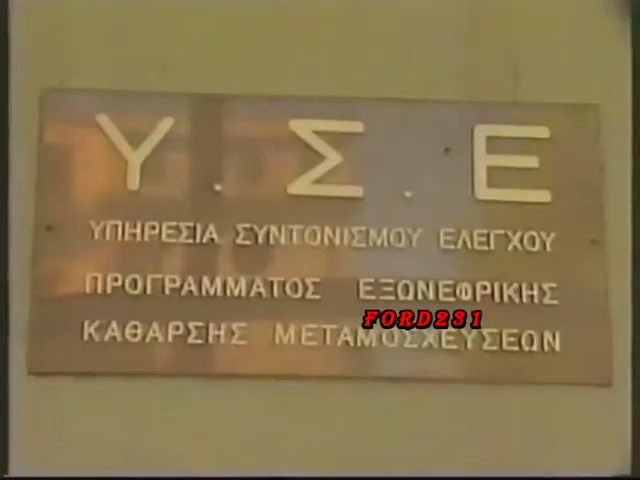 Υ.Σ.Ε
ΥΠΗΡΕΣΙΑ ΣΥΝΤΟΝΙΣΜΟΥ ΕΛΕΓΧΟΥ
ΠΡΟΓΡΑΜΜΑΤΟΣ ΕΞΩΝΕΦΡΙΚΗΣ
FORD231
ΚΑΘΑΡΣΗΣ ΜΕΤΑΜΟΣΧΕΥΣΕΩΝ